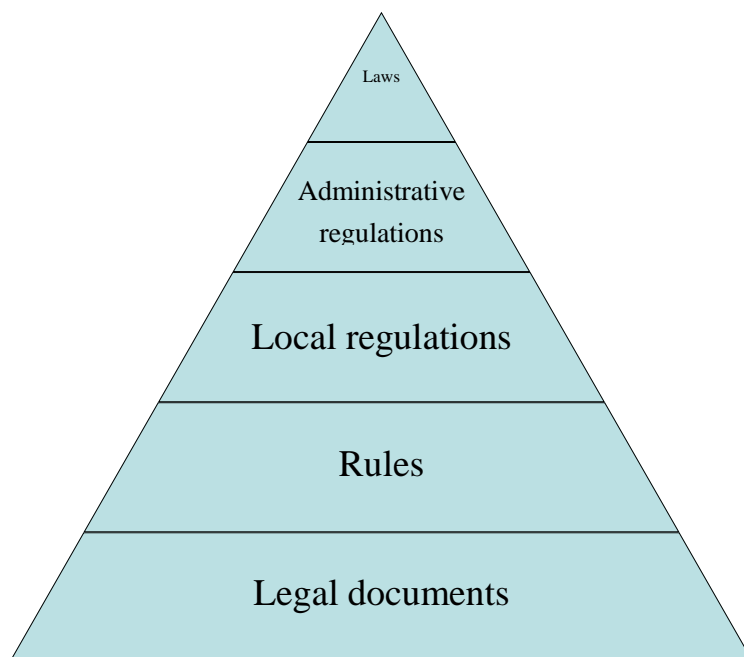 Laws
Administrative
regulations
Local regulations
Rules
Legal documents